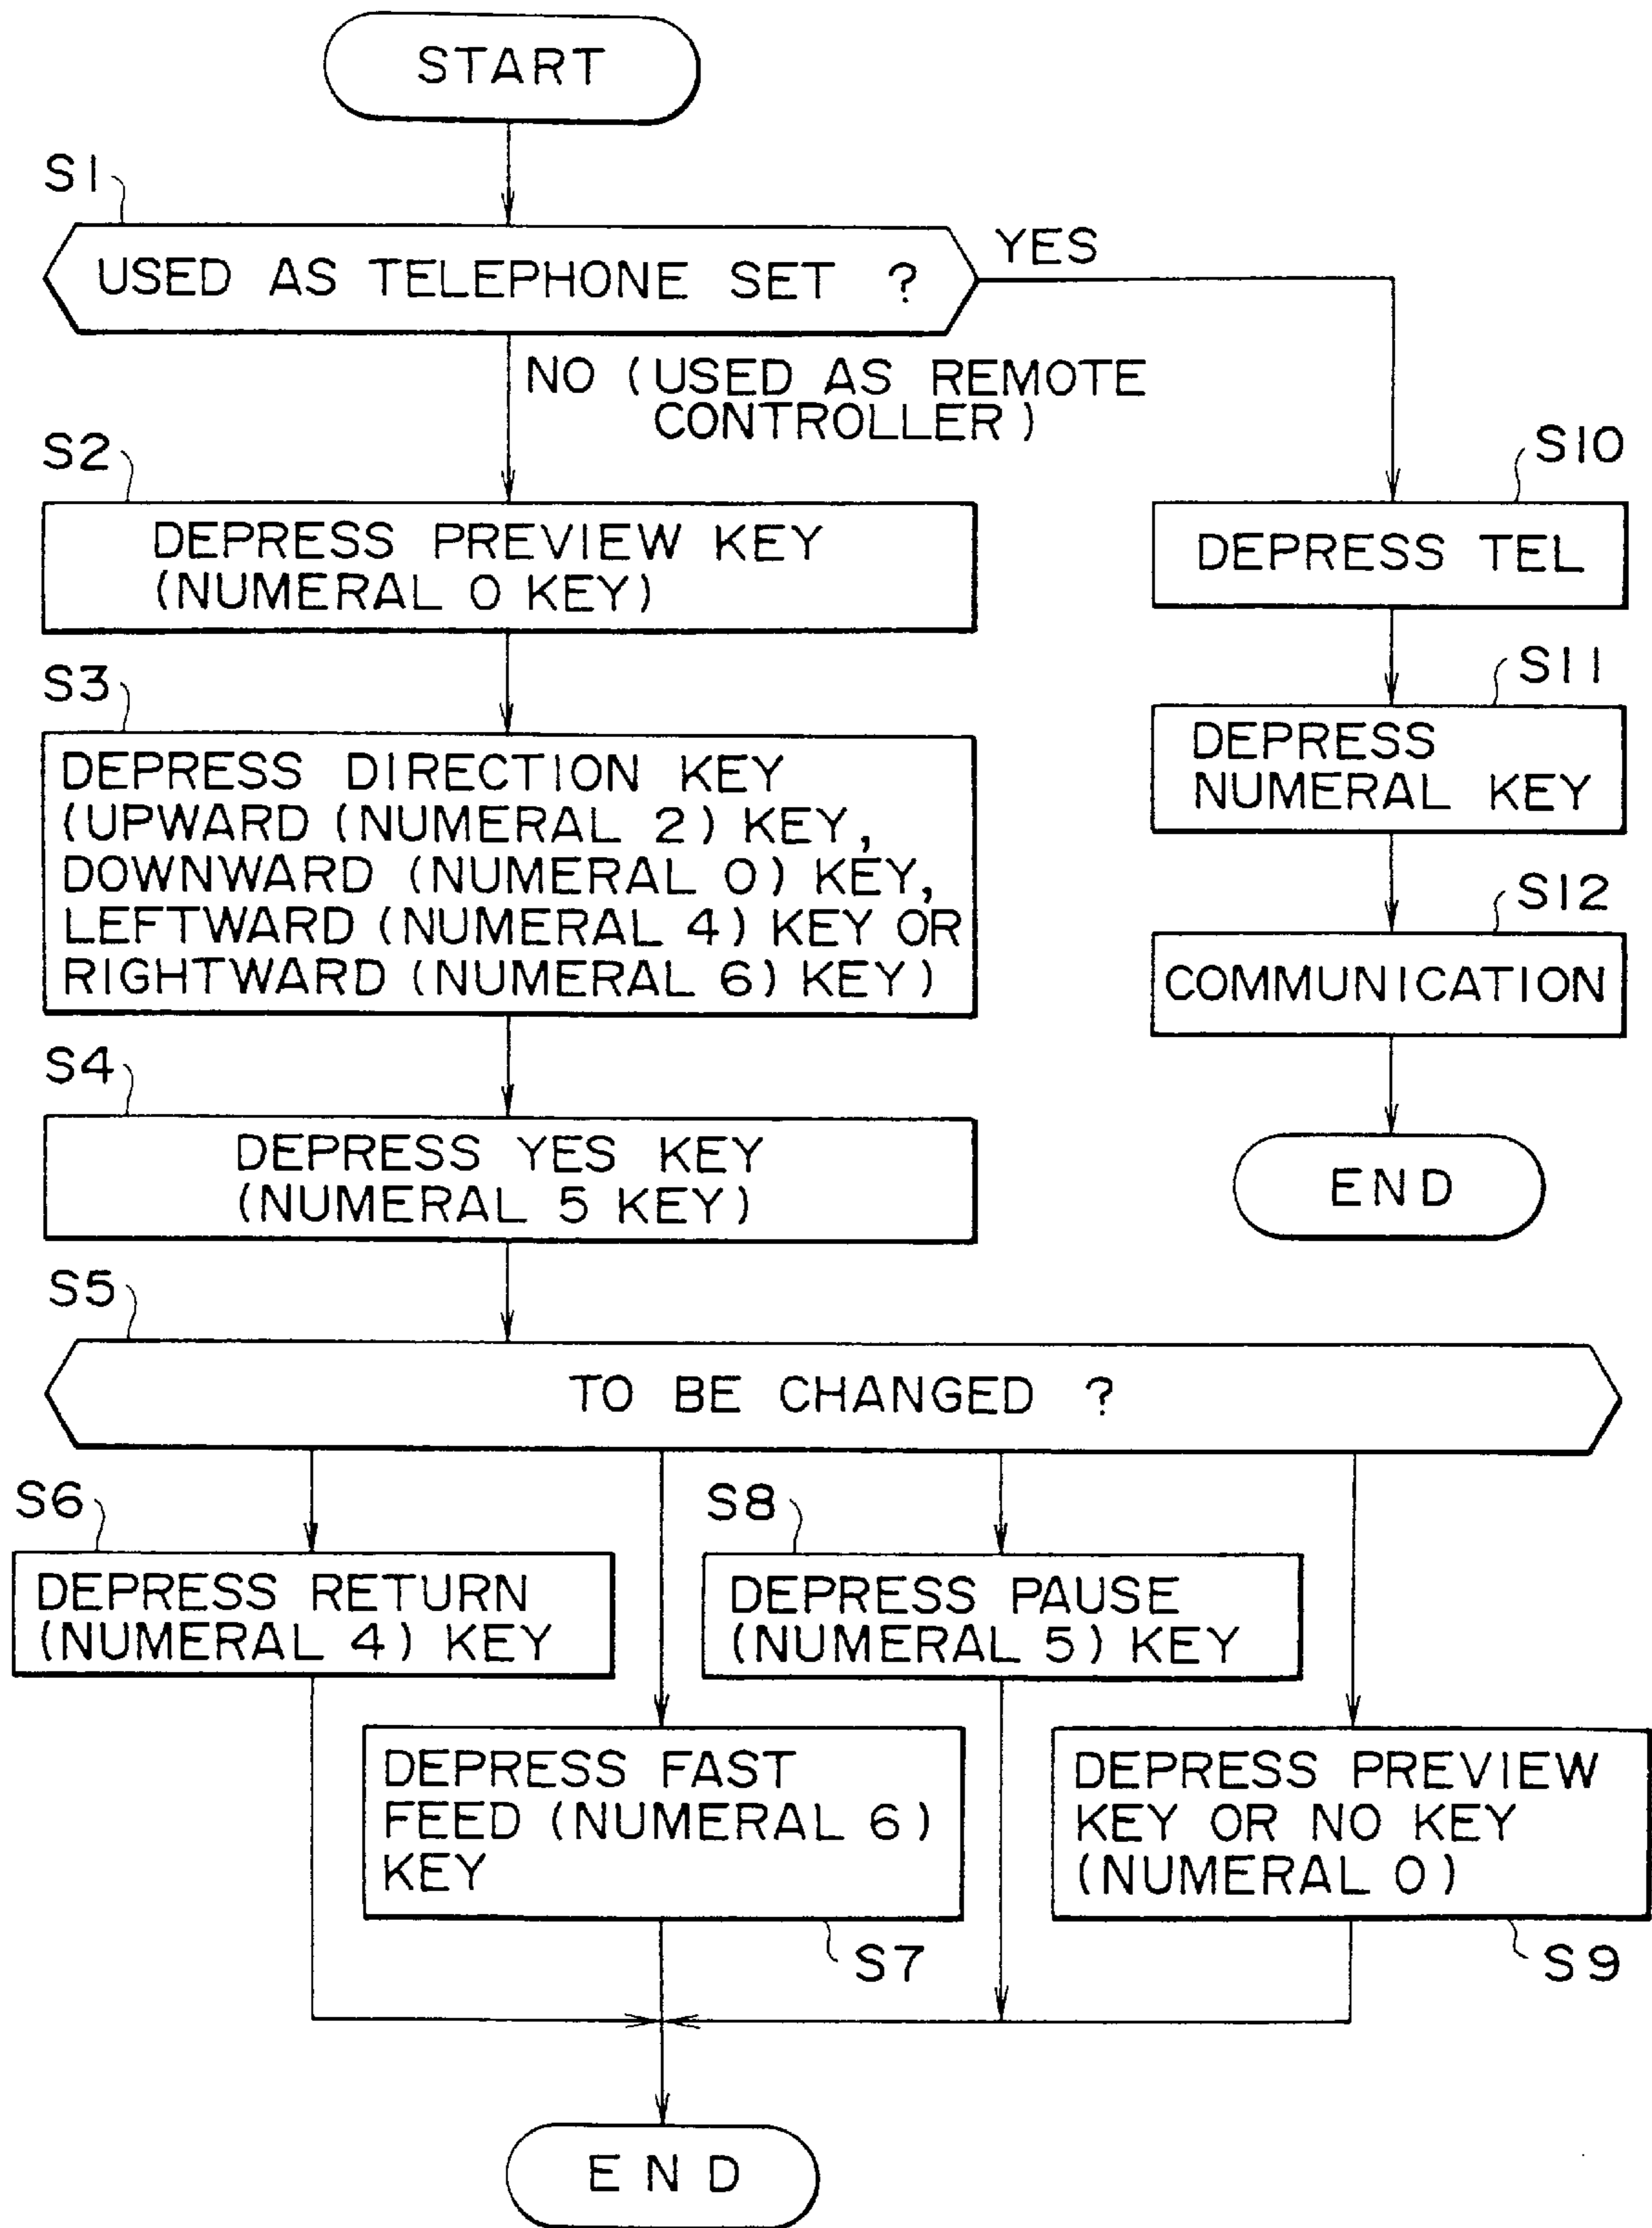 START
S1
USED AS TELEPHONE SET ?
YES
NO (USED AS REMOTE
CONTROLLER)
S2
DEPRESS PREVIEW KEY
(NUMERAL 0 KEY)
S3
DEPRESS DIRECTION KEY
(UPWARD (NUMERAL 2) KEY,
DOWNWARD (NUMERAL 0) KEY,
LEFTWARD (NUMERAL 4) KEY OR
RIGHTWARD (NUMERAL 6) KEY)
S4
DEPRESS YES KEY
(NUMERAL 5 KEY)
S10
DEPRESS TEL
S11
DEPRESS
NUMERAL KEY
S12
COMMUNICATION
END
S5
TO BE CHANGED ?
S6
DEPRESS RETURN
(NUMERAL 4) KEY
DEPRESS FAST
FEED (NUMERAL 6)
KEY
S7
S8
DEPRESS PAUSE
(NUMERAL 5) KEY
DEPRESS PREVIEW
KEY OR NO KEY
(NUMERAL 0)
S9
END